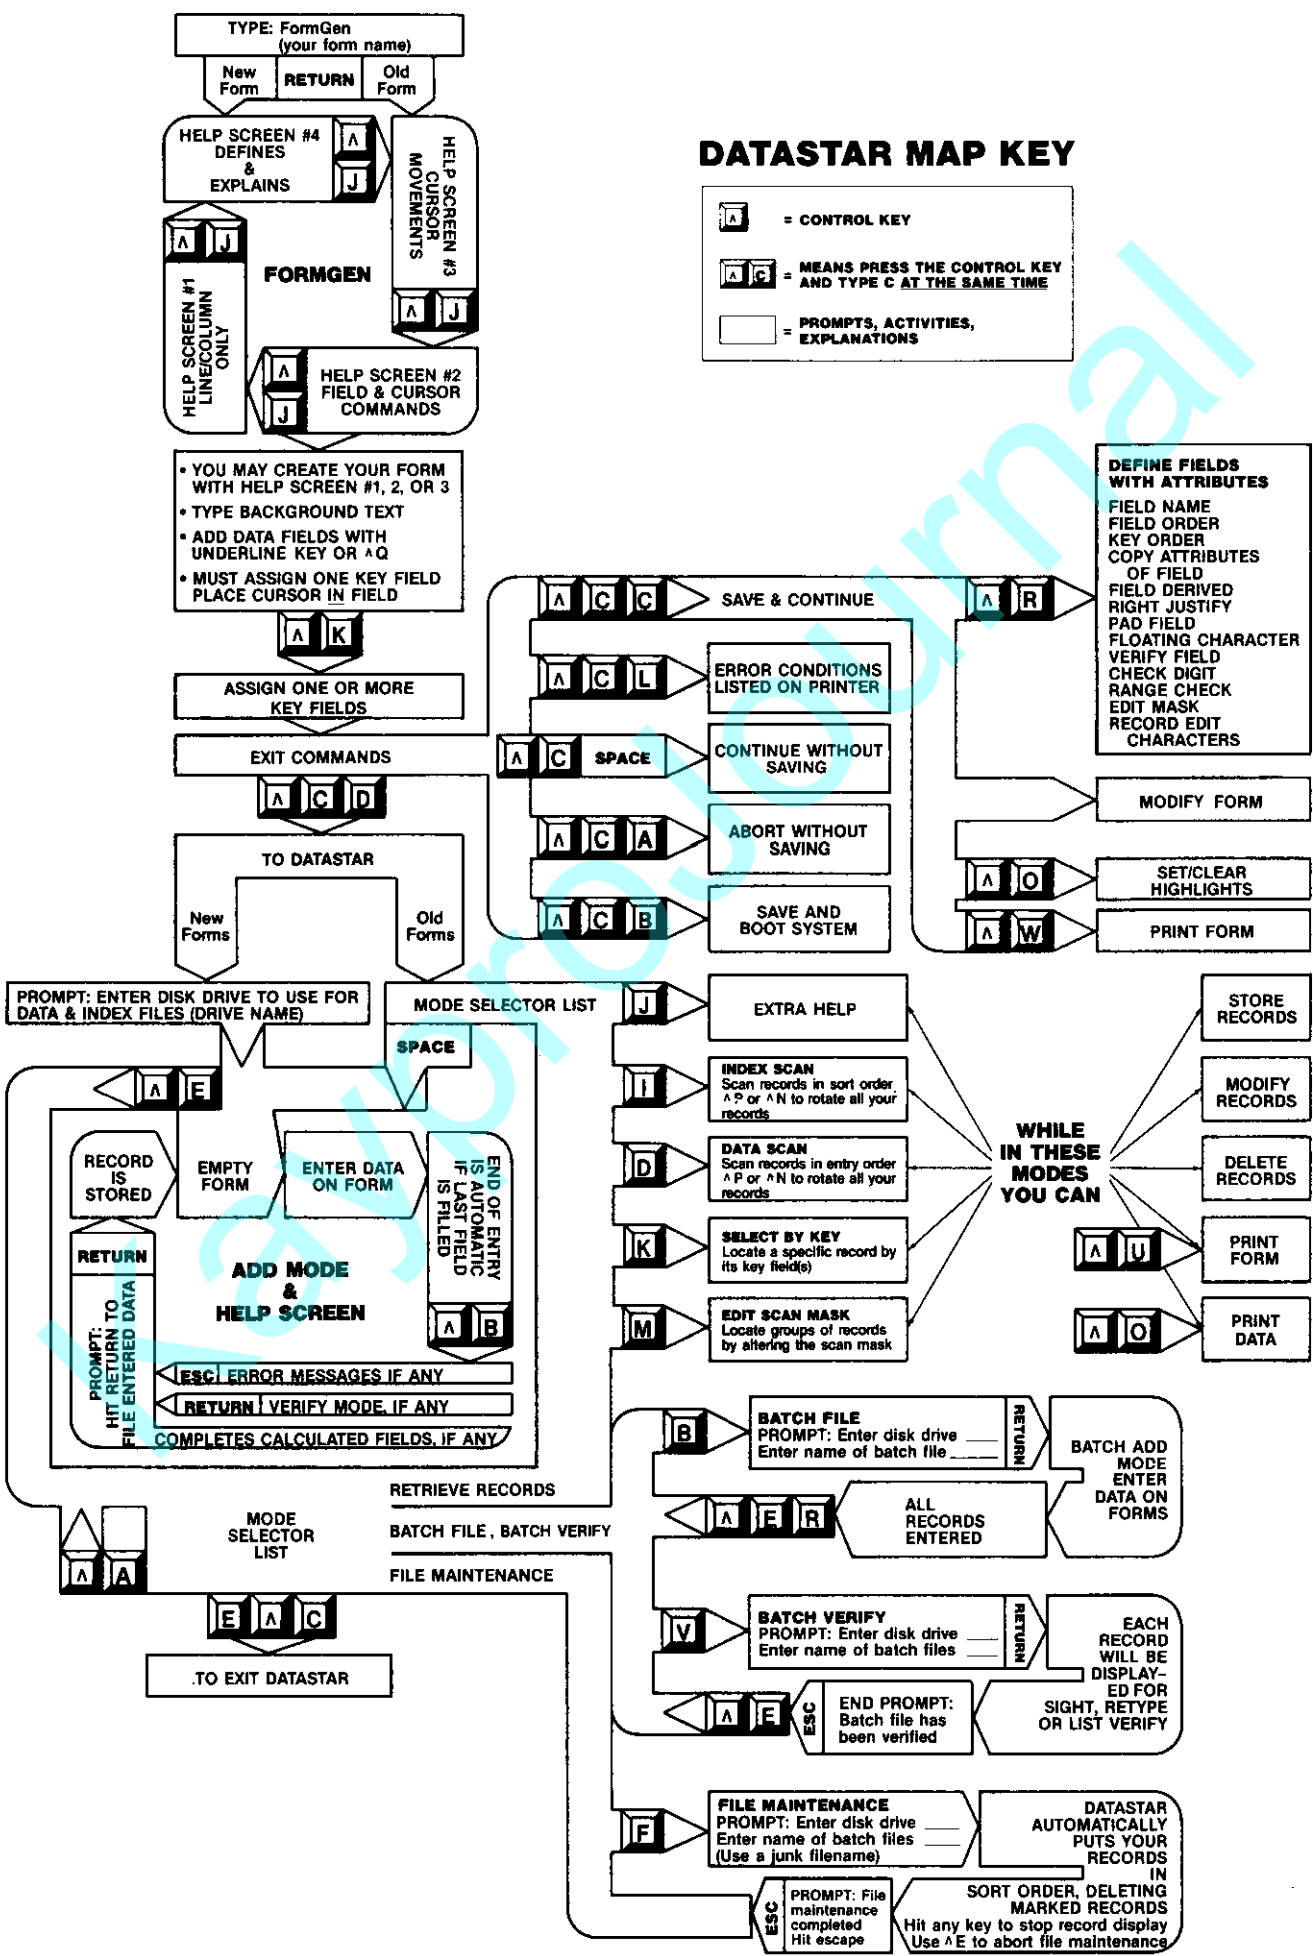 TYPE: FormGen
(your form name)
New
Form
RETURN
Old
Form
HELP SCREEN #4
DEFINES
&
EXPLAINS
^
J
HELP SCREEN #3
CURSOR
MOVEMENTS
^ J
FORMGEN
^ J
HELP SCREEN #1
LINE/COLUMN
ONLY
^
J
HELP SCREEN #2
FIELD & CURSOR
COMMANDS
DATASTAR MAP KEY
^ = CONTROL KEY
^ C = MEANS PRESS THE CONTROL KEY
AND TYPE C AT THE SAME TIME
= PROMPTS, ACTIVITIES,
EXPLANATIONS
• YOU MAY CREATE YOUR FORM
WITH HELP SCREEN #1, 2, OR 3
• TYPE BACKGROUND TEXT
• ADD DATA FIELDS WITH
UNDERLINE KEY OR ^Q
• MUST ASSIGN ONE KEY FIELD
PLACE CURSOR IN FIELD
^ K
ASSIGN ONE OR MORE
KEY FIELDS
EXIT COMMANDS
^ C D
TO DATASTAR
New
Forms
Old
Forms
^ C C SAVE & CONTINUE
^ C L ERROR CONDITIONS
LISTED ON PRINTER
^ C SPACE CONTINUE WITHOUT
SAVING
^ C A ABORT WITHOUT
SAVING
^ C B SAVE AND
BOOT SYSTEM
^ R
DEFINE FIELDS
WITH ATTRIBUTES
FIELD NAME
FIELD ORDER
KEY ORDER
COPY ATTRIBUTES
OF FIELD
FIELD DERIVED
RIGHT JUSTIFY
PAD FIELD
FLOATING CHARACTER
VERIFY FIELD
CHECK DIGIT
RANGE CHECK
EDIT MASK
RECORD EDIT
CHARACTERS
MODIFY FORM
^ O SET/CLEAR
HIGHLIGHTS
^ W PRINT FORM
PROMPT: ENTER DISK DRIVE TO USE FOR
DATA & INDEX FILES (DRIVE NAME)
MODE SELECTOR LIST
SPACE
^ E
RECORD
IS
STORED
EMPTY
FORM
ENTER DATA
ON FORM
END OF ENTRY
IS AUTOMATIC
IF LAST FIELD
IS FILLED
^ B
RETURN
PROMPT:
HIT RETURN TO
FILE ENTERED DATA
ADD MODE
&
HELP SCREEN
ESC ERROR MESSAGES IF ANY
RETURN VERIFY MODE, IF ANY
COMPLETES CALCULATED FIELDS, IF ANY
J EXTRA HELP
I INDEX SCAN
Scan records in sort order
^P or ^N to rotate all your
records
D DATA SCAN
Scan records in entry order
^P or ^N to rotate all your
records
K SELECT BY KEY
Locate a specific record by
its key field(s)
M EDIT SCAN MASK
Locate groups of records
by altering the scan mask
WHILE
IN THESE
MODES
YOU CAN
STORE
RECORDS
MODIFY
RECORDS
DELETE
RECORDS
^ U PRINT
FORM
^ O PRINT
DATA
MODE
SELECTOR
LIST
RETRIEVE RECORDS
BATCH FILE, BATCH VERIFY
FILE MAINTENANCE
^ A
E ^ C
.TO EXIT DATASTAR
B BATCH FILE
PROMPT: Enter disk drive ____
Enter name of batch file _____
RETURN
BATCH ADD
MODE
ENTER
DATA ON
FORMS
^ E R
ALL
RECORDS
ENTERED
V BATCH VERIFY
PROMPT: Enter disk drive ____
Enter name of batch files ____
RETURN
EACH
RECORD
WILL BE
DISPLAY–
ED FOR
SIGHT, RETYPE
OR LIST VERIFY
^ E
ESC
END PROMPT:
Batch file has
been verified
F FILE MAINTENANCE
PROMPT: Enter disk drive ____
Enter name of batch files ____
(Use a junk filename)
DATASTAR
AUTOMATICALLY
PUTS YOUR
RECORDS
IN
SORT ORDER, DELETING
MARKED RECORDS
Hit any key to stop record display
Use ^E to abort file maintenance
ESC
PROMPT: File
maintenance
completed
Hit escape
KayproJournal